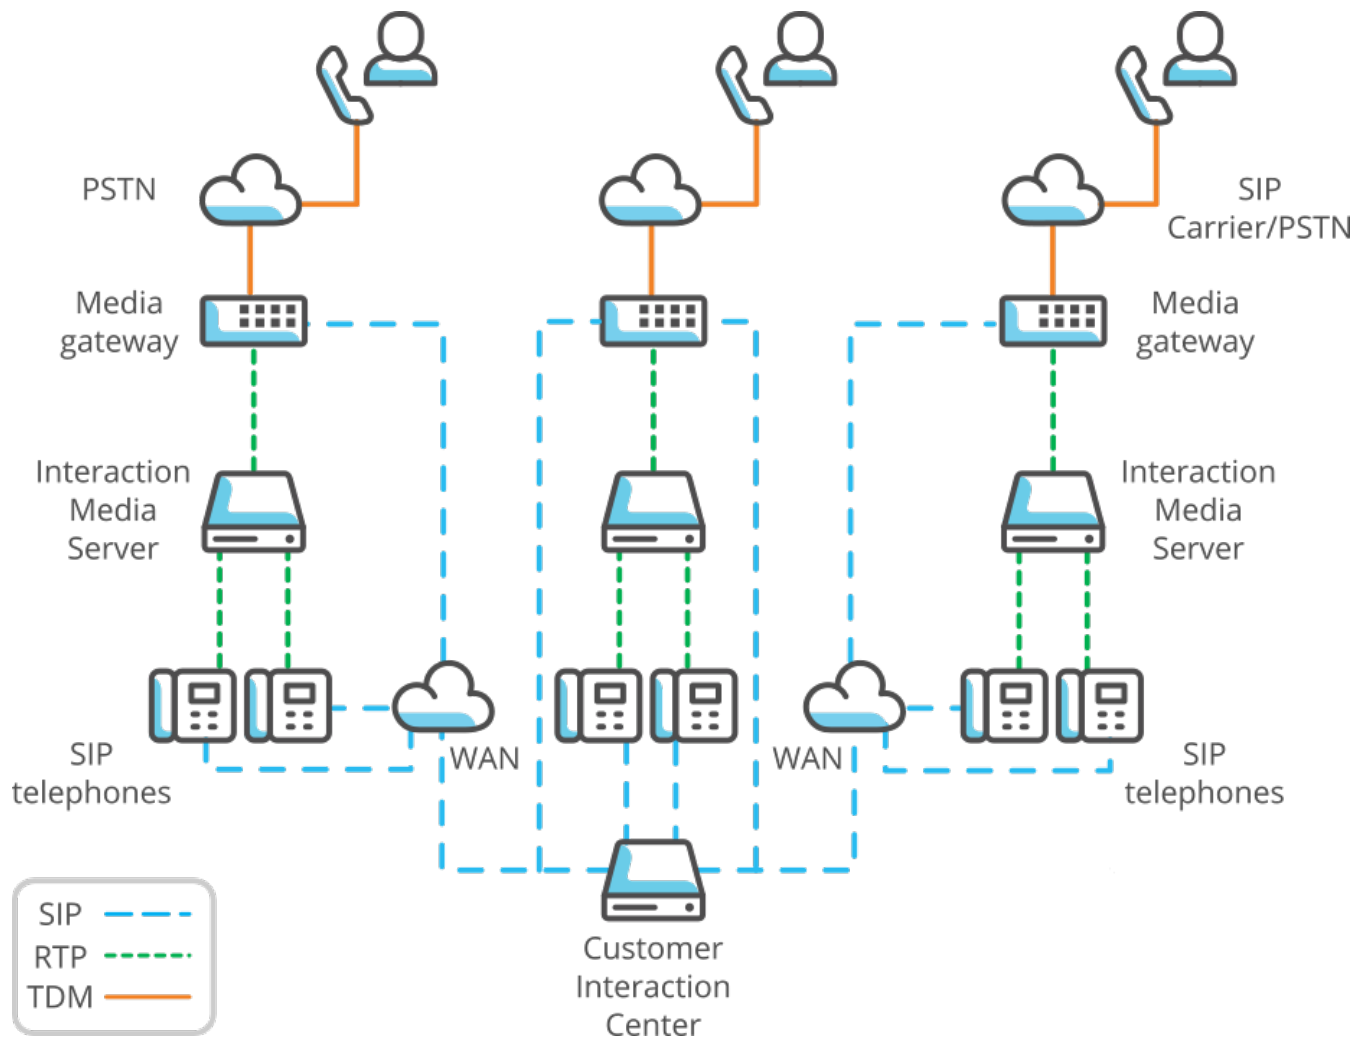 PSTN
SIP
Carrier/PSTN
Media
gateway
Media
gateway
Interaction
Media
Server
Interaction
Media
Server
SIP
telephones
WAN
WAN
SIP
telephones
Customer
Interaction
Center
SIP
RTP
TDM